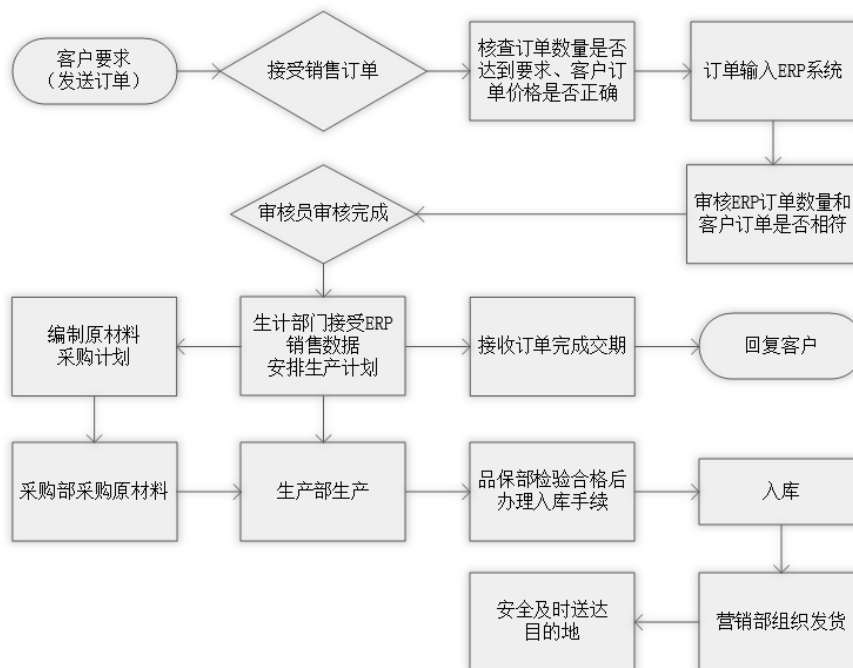 客户要求
（发送订单）
接受销售订单
核查订单数量是否
达到要求、客户订
单价格是否正确
订单输入ERP系统
审核ERP订单数量和
客户订单是否相符
审核员审核完成
编制原材料
采购计划
生计部门接受ERP
销售数据
安排生产计划
接收订单完成交期
回复客户
采购部采购原材料
生产部生产
品保部检验合格后
办理入库手续
入库
安全及时送达
目的地
营销部组织发货